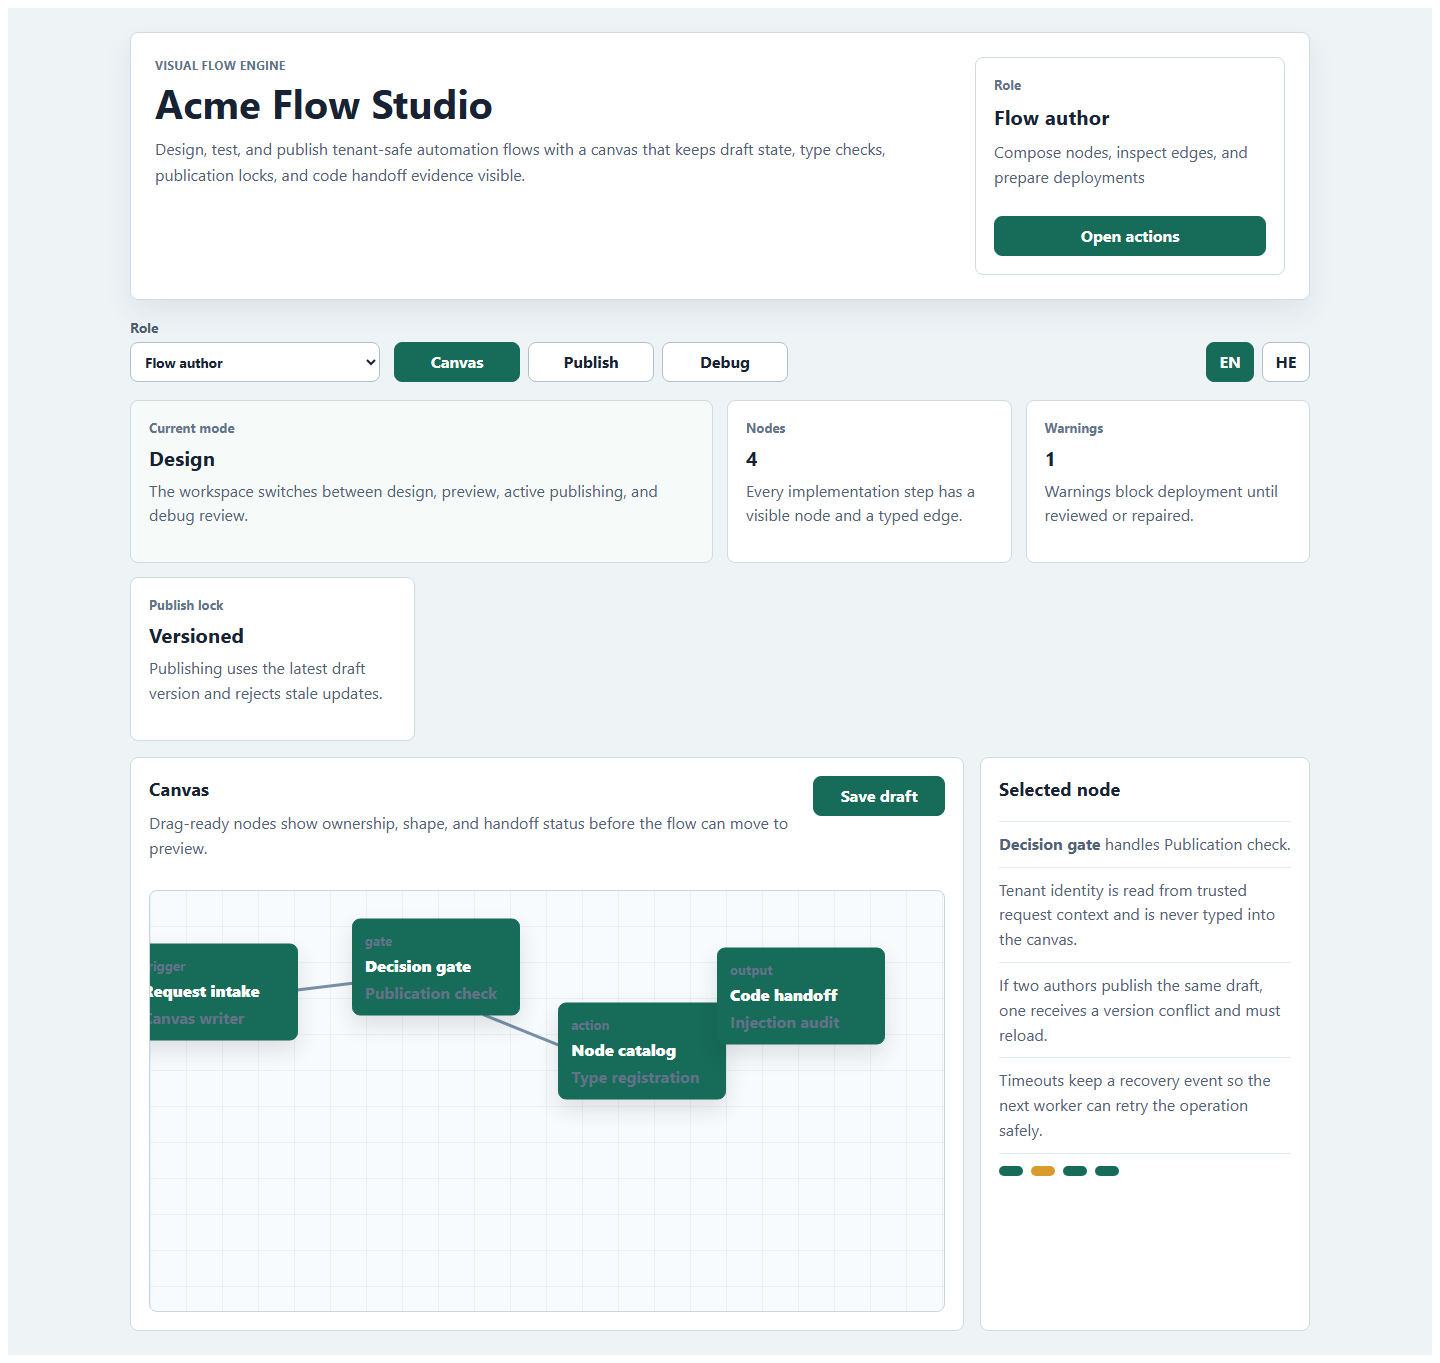 VISUAL FLOW ENGINE
Acme Flow Studio
Design, test, and publish tenant-safe automation flows with a canvas that keeps draft state, type checks,
publication locks, and code handoff evidence visible.
Role
Flow author
Compose nodes, inspect edges, and
prepare deployments
Open actions
Role
Flow author
Canvas
Publish
Debug
EN
HE
Current mode
Design
The workspace switches between design, preview, active publishing, and
debug review.
Nodes
4
Every implementation step has a
visible node and a typed edge.
Warnings
1
Warnings block deployment until
reviewed or repaired.
Publish lock
Versioned
Publishing uses the latest draft
version and rejects stale updates.
Canvas
Drag-ready nodes show ownership, shape, and handoff status before the flow can move to
preview.
Save draft
rigger
Request intake
Canvas writer
gate
Decision gate
Publication check
action
Node catalog
Type registration
output
Code handoff
Injection audit
Selected node
Decision gate handles Publication check.
Tenant identity is read from trusted
request context and is never typed into
the canvas.
If two authors publish the same draft,
one receives a version conflict and must
reload.
Timeouts keep a recovery event so the
next worker can retry the operation
safely.